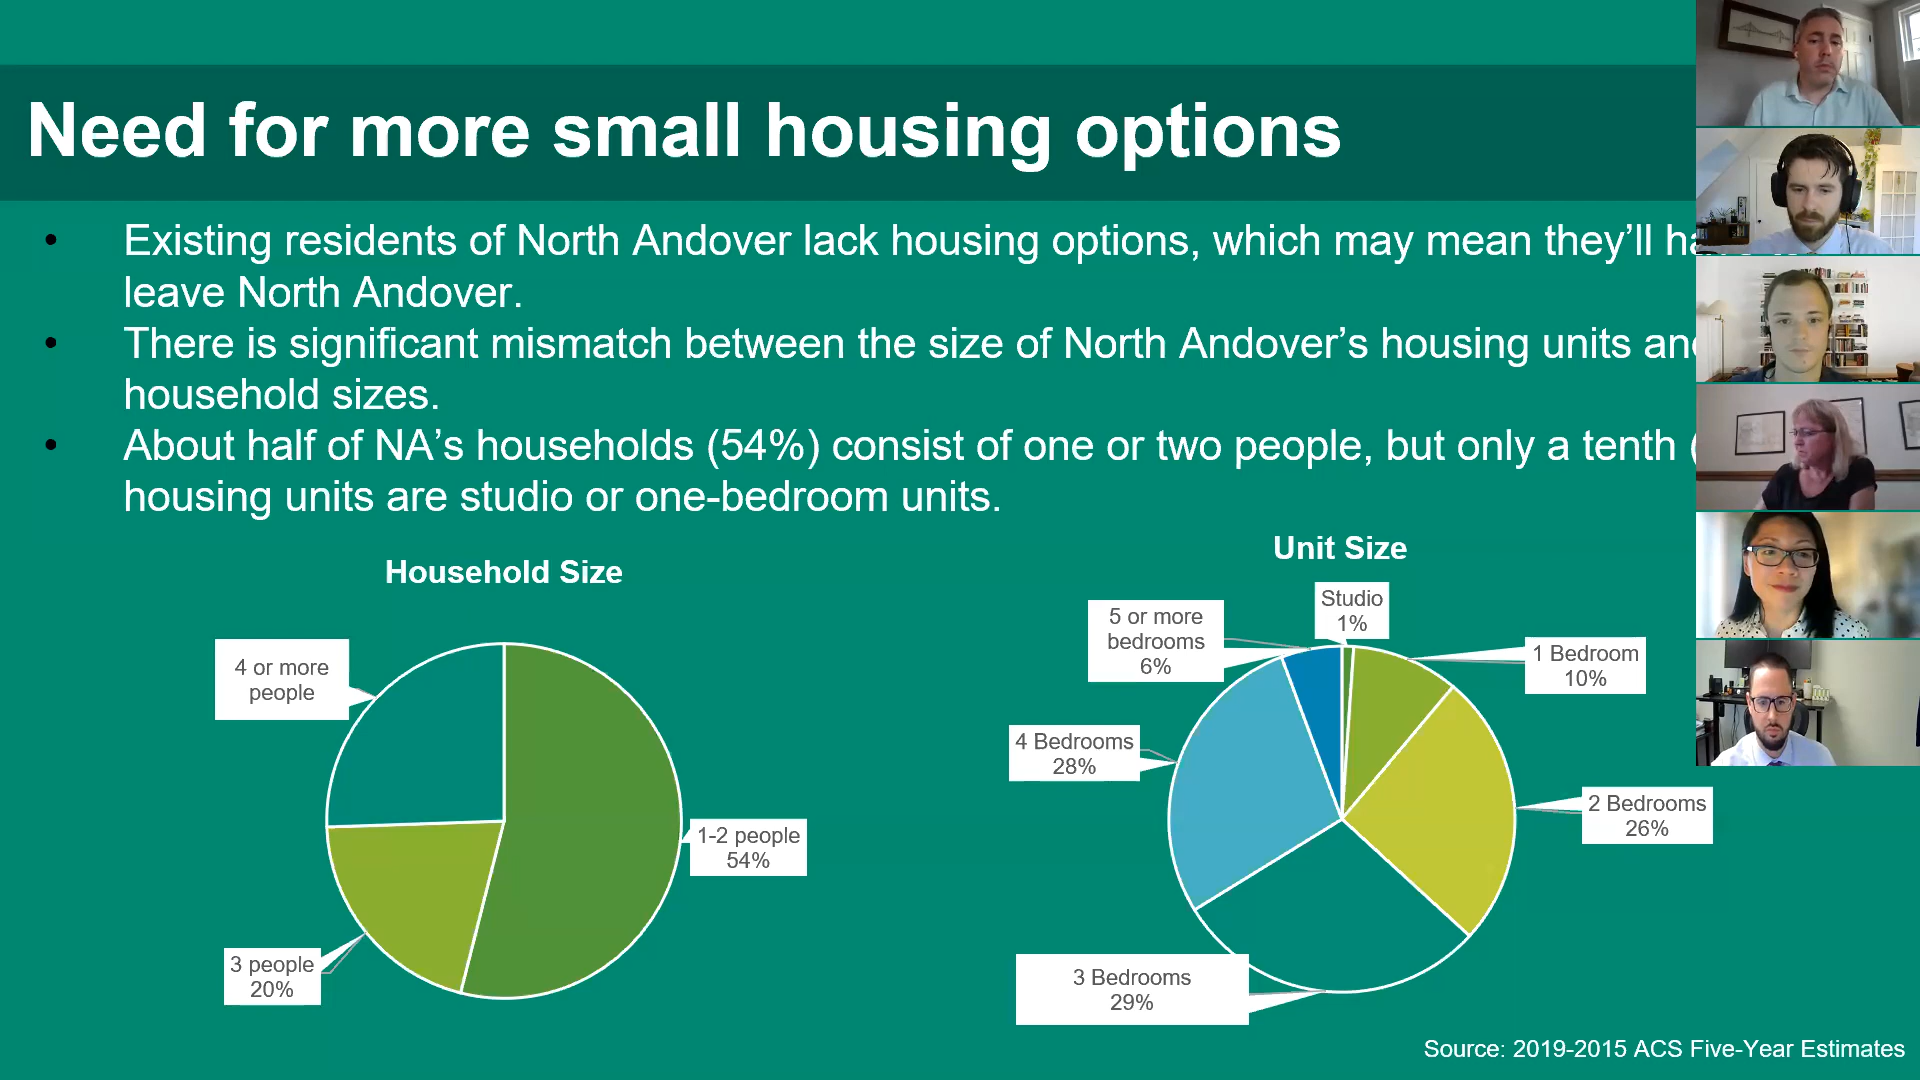 Need for more small housing options
• Existing residents of North Andover lack housing options, which may mean they’ll
leave North Andover.
• There is significant mismatch between the size of North Andover’s housing units and
household sizes.
• About half of NA’s households (54%) consist of one or two people, but only a tenth
housing units are studio or one-bedroom units.
Household Size
4 or more
people
1-2 people
54%
3 people
20%
Unit Size
Studio
1%
5 or more
bedrooms
6%
1 Bedroom
10%
4 Bedrooms
28%
2 Bedrooms
26%
3 Bedrooms
29%
Source: 2019-2015 ACS Five-Year Estimates